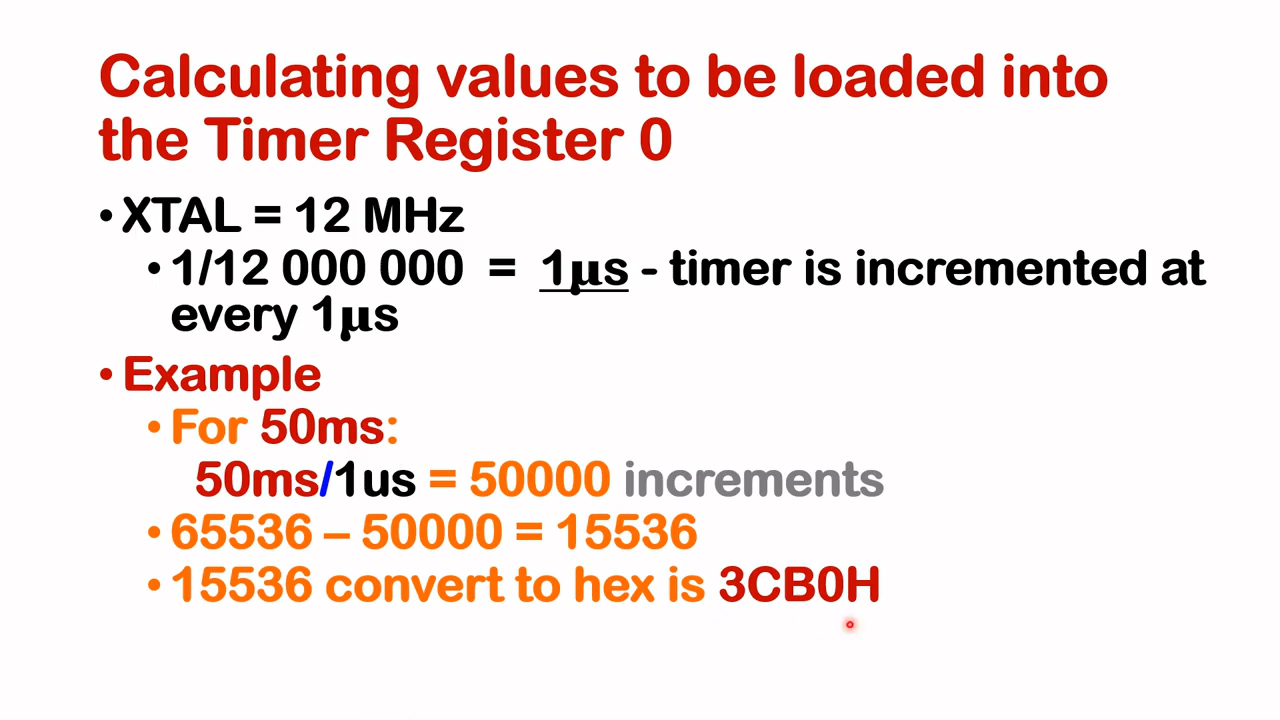 Calculating values to be loaded into
the Timer Register 0
• XTAL = 12 MHz
• 1/12 000 000 = 1µs - timer is incremented at
every 1µs
• Example
• For 50ms:
50ms/1us = 50000 increments
• 65536 – 50000 = 15536
• 15536 convert to hex is 3CB0H